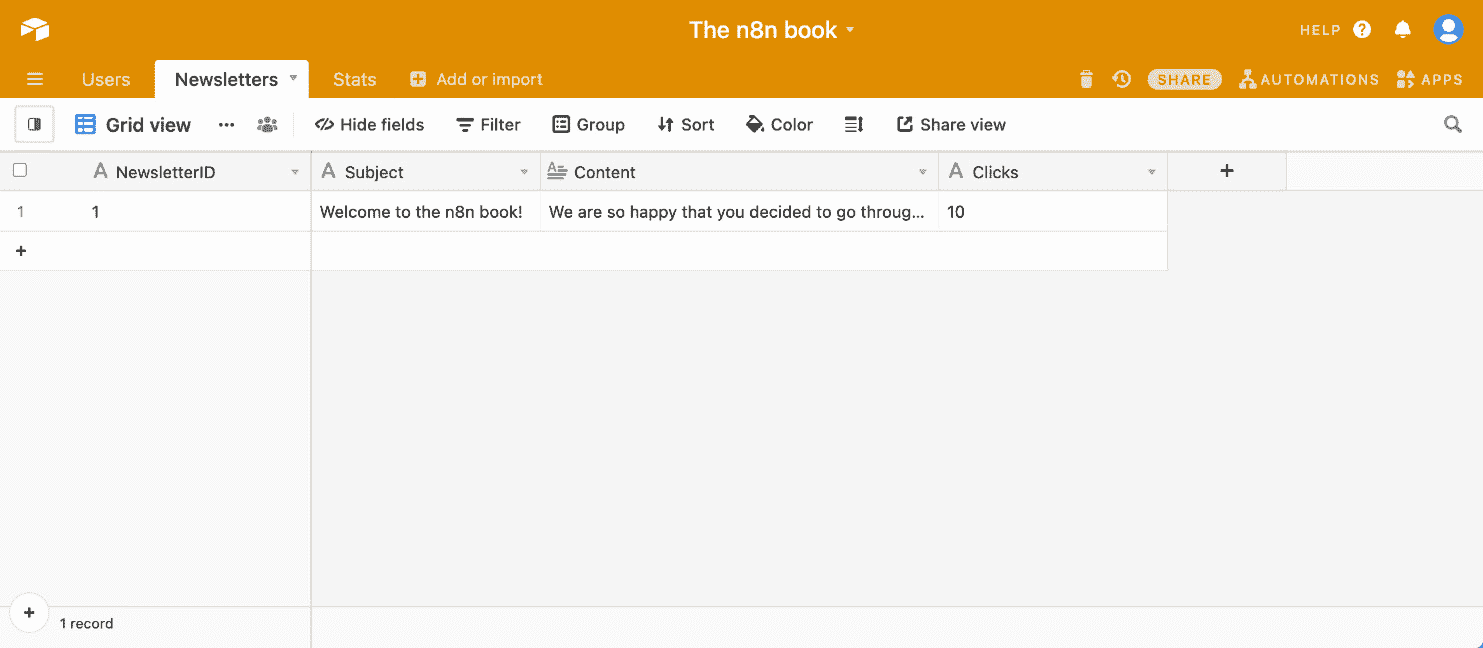 The n8n book
HELP
Users
Newsletters
Stats
Add or import
SHARE
AUTOMATIONS
APPS
Grid view
Hide fields
Filter
Group
Sort
Color
Share view
NewsletterID
Subject
Content
Clicks
1 1 Welcome to the n8n book! We are so happy that you decided to go throug... 10
1 record